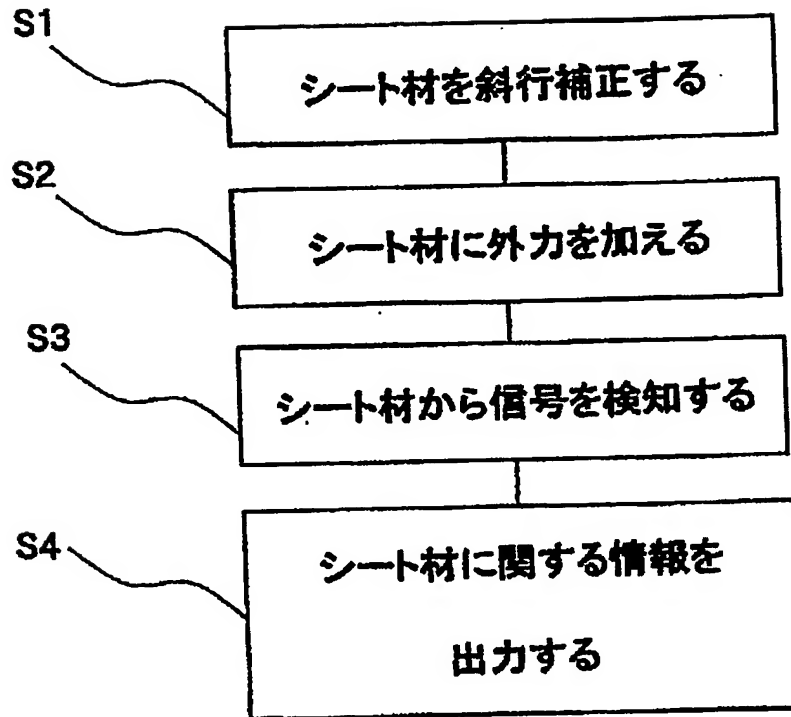 S1
シート材を斜行補正する
S2
シート材に外力を加える
S3
シート材から信号を検知する
S4
シート材に関する情報を
出力する